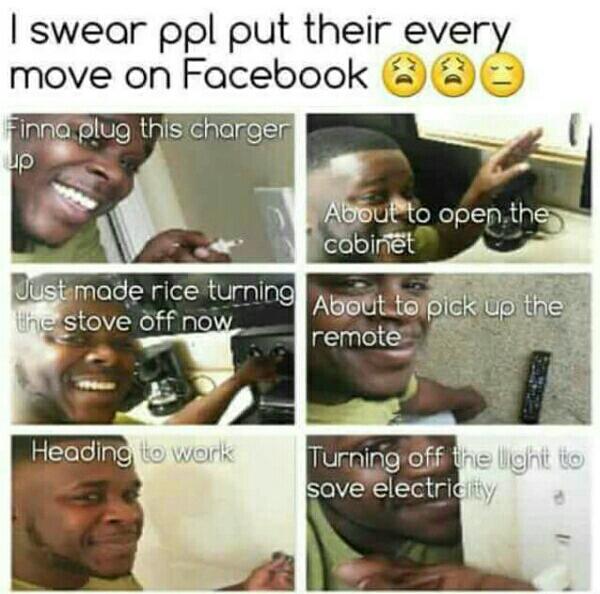 I swear ppl put their every
move on Facebook 😫😫😑
Finna plug this charger
up
About to open the
cabinet
Just made rice turning
the stove off now
About to pick up the
remote
Heading to work
Turning off the light to
save electricity